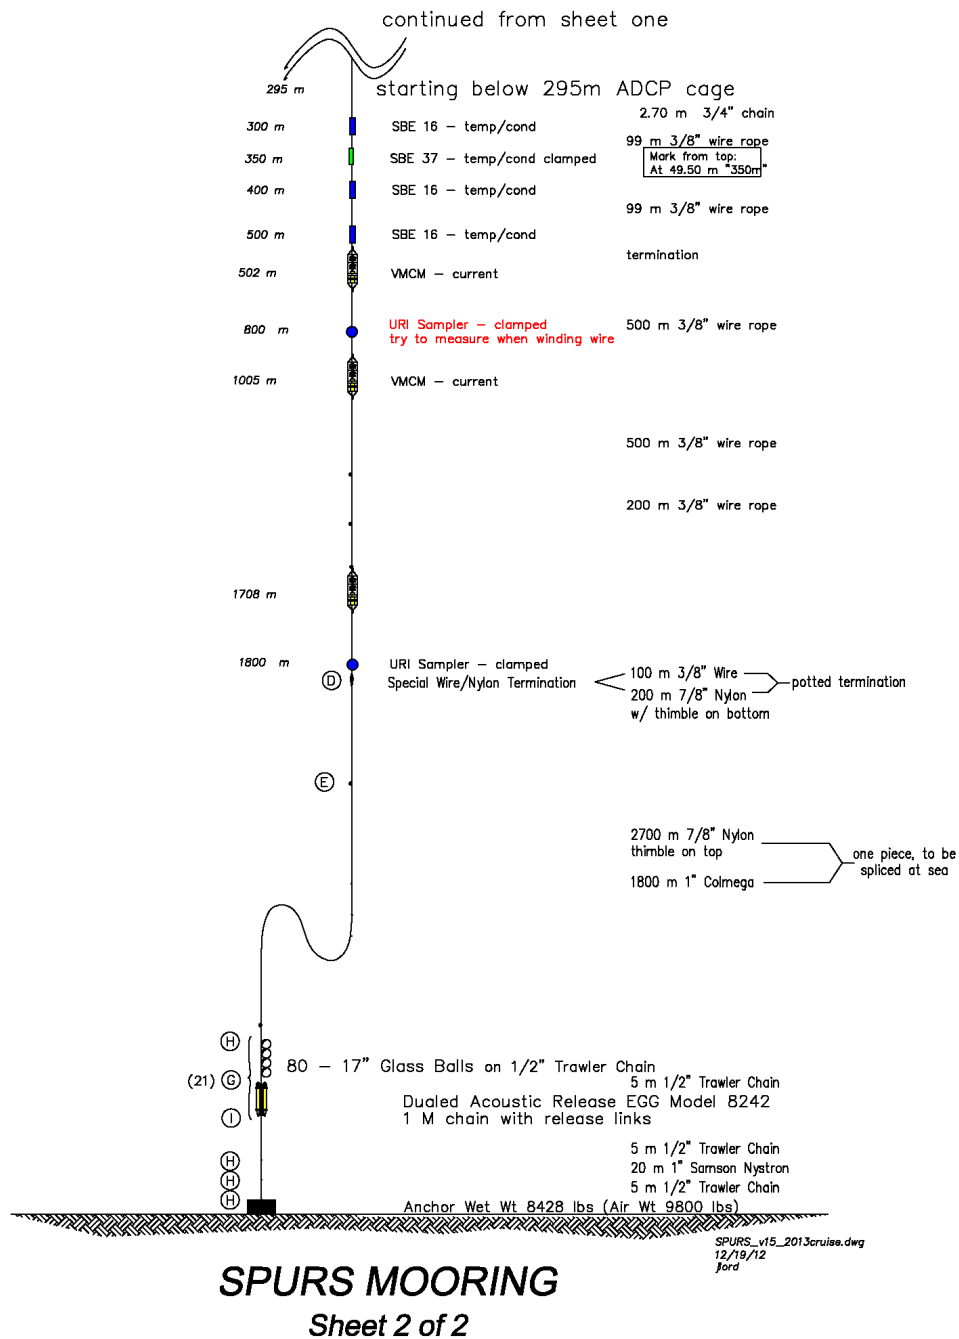 continued from sheet one
295 m
starting below 295m ADCP cage
2.70 m 3/4" chain
300 m
SBE 16 – temp/cond
99 m 3/8" wire rope
350 m
SBE 37 – temp/cond clamped
Mark from top:
At 49.50 m "350m"
400 m
SBE 16 – temp/cond
99 m 3/8" wire rope
500 m
SBE 16 – temp/cond
termination
502 m
VMCM – current
800 m
URI Sampler – clamped
try to measure when winding wire
500 m 3/8" wire rope
1005 m
VMCM – current
500 m 3/8" wire rope
200 m 3/8" wire rope
1708 m
1800 m
URI Sampler – clamped
D
Special Wire/Nylon Termination
100 m 3/8" Wire
200 m 7/8" Nylon
w/ thimble on bottom
potted termination
E
2700 m 7/8" Nylon
thimble on top
1800 m 1" Colmega
one piece, to be
spliced at sea
H
80 – 17" Glass Balls on 1/2" Trawler Chain
(21) G
5 m 1/2" Trawler Chain
Dualed Acoustic Release EGG Model 8242
1 M chain with release links
I
H
5 m 1/2" Trawler Chain
H
20 m 1" Samson Nystron
H
5 m 1/2" Trawler Chain
Anchor Wet Wt 8428 lbs (Air Wt 9800 lbs)
SPURS_v15_2013cruise.dwg
12/19/12
SPURS MOORING
Sheet 2 of 2